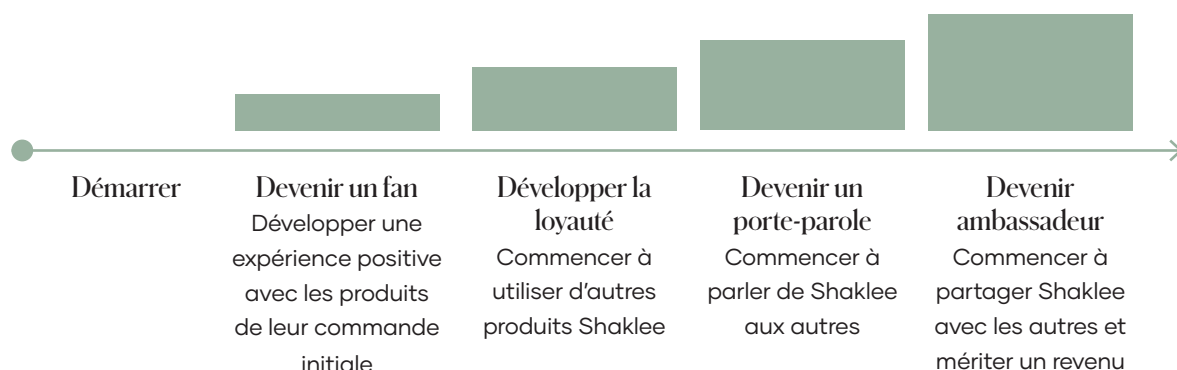 Démarrer
Devenir un fan
Développer une
expérience positive
avec les produits
de leur commande
initiale
Développer la
loyauté
Commencer à
utiliser d'autres
produits Shaklee
Devenir un
porte-parole
Commencer à
parler de Shaklee
aux autres
Devenir
ambassadeur
Commencer à
partager Shaklee
avec les autres et
mériter un revenu